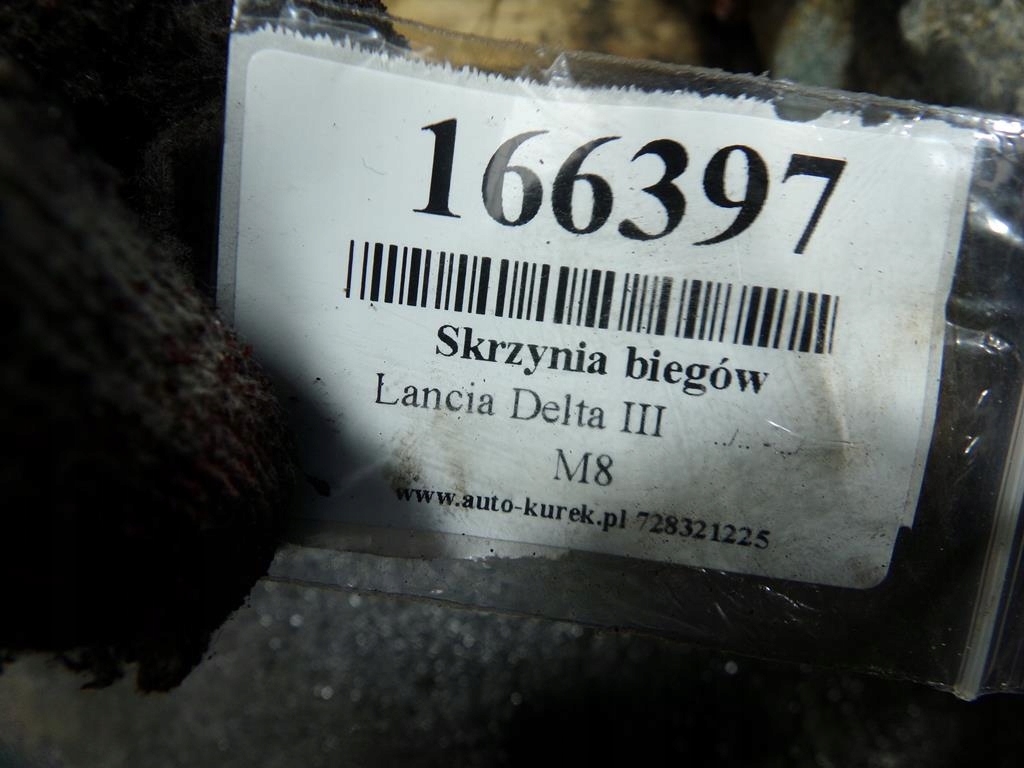 166397
Skrzynia biegów
Lancia Delta III
M8
www.auto-kurek.pl 728321225